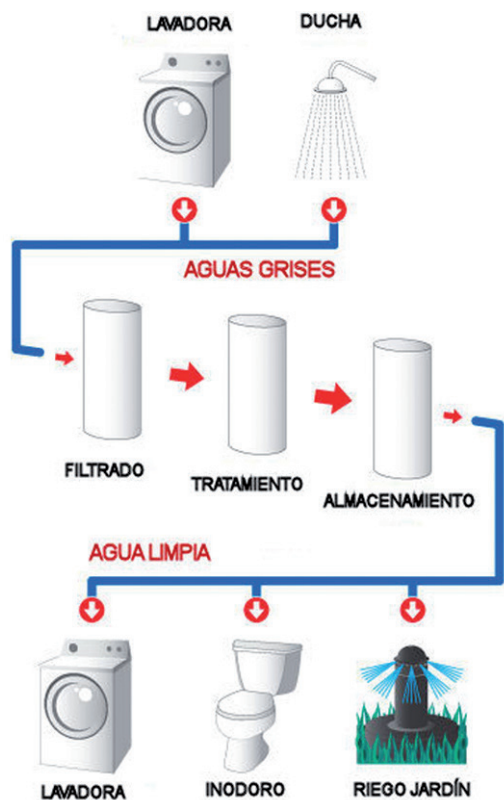 LAVADORA
DUCHA
AGUAS GRISES
FILTRADO
TRATAMIENTO
ALMACENAMIENTO
AGUA LIMPIA
LAVADORA
INODORO
RIEGO JARDÍN